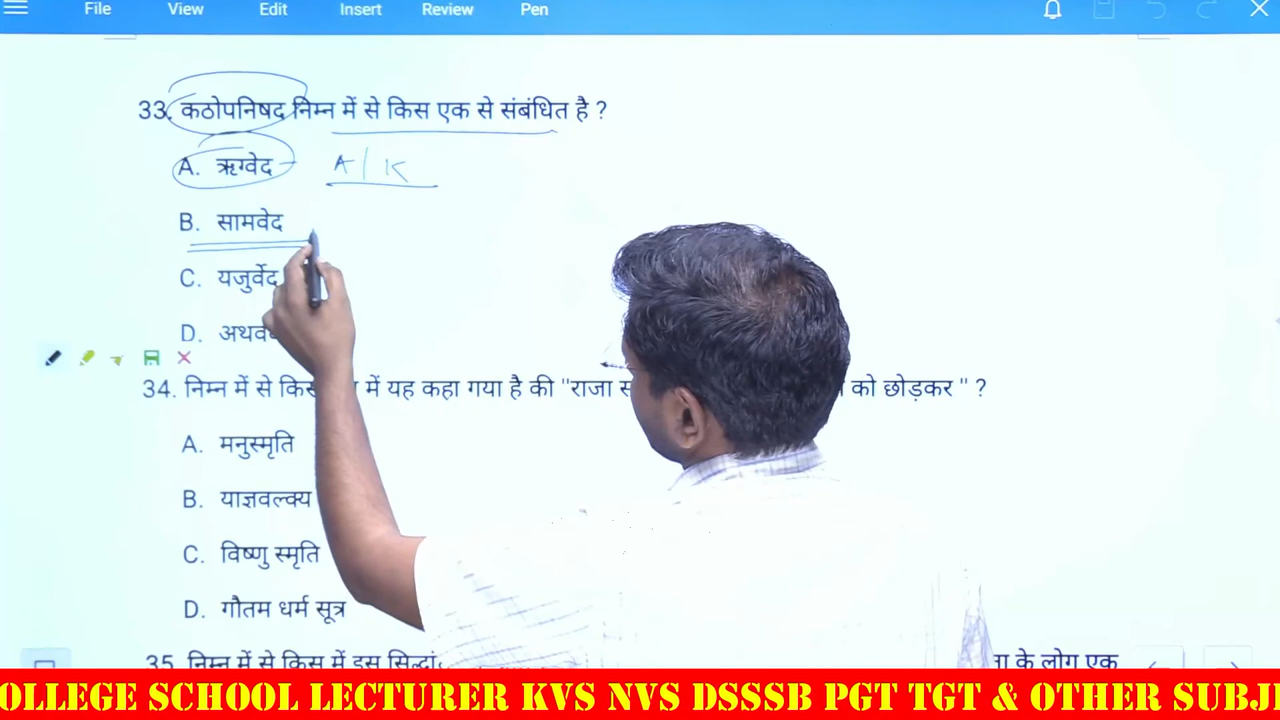 File View Edit Insert Review Pen
33. कठोपनिषद निम्न में से किस एक से संबंधित है ?
A. ऋग्वेद - A | K
B. सामवेद
C. यजुर्वेद
D.
34. निम्न में से में यह कहा गया है की "राजा को छोड़कर " ?
A. मनुस्मृति
B. याज्ञवल्क्य
C. विष्णु स्मृति
D. गौतम धर्म सूत्र
35. निम्न में से किस में इस के लोग एक
OLLEGE SCHOOL LECTURER KVS NVS DSSSB PGT TGT & OTHER SUBJ